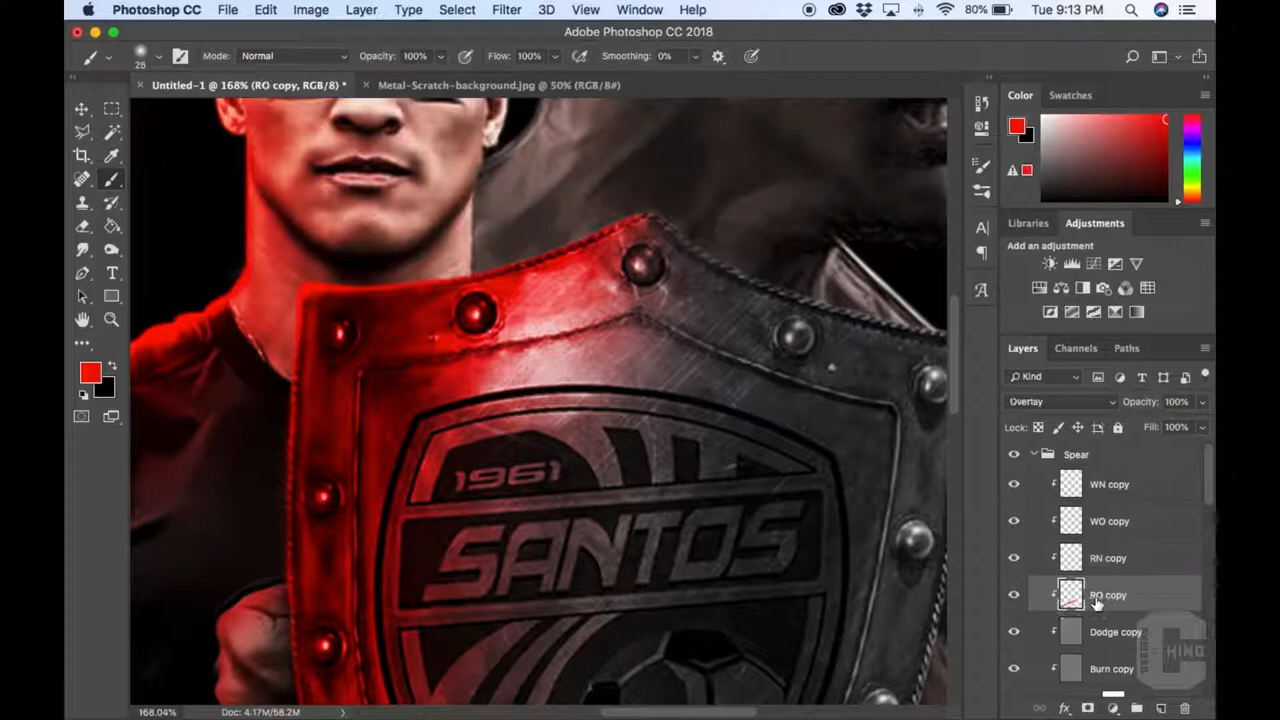 Photoshop CC File Edit Image Layer Type Select Filter 3D View Window Help 80% Tue 9:13 PM
Adobe Photoshop CC 2018
25 Mode: Normal Opacity: 100% Flow: 100% Smoothing: 0%
Untitled-1 @ 168% (RO copy, RGB/8) * Metal-Scratch-background.jpg @ 50% (RGB/8#)
Color Swatches
Libraries Adjustments
Add an adjustment
Layers Channels Paths
Kind
Overlay Opacity: 100%
Lock: Fill: 100%
Spear
WN copy
WO copy
RN copy
RO copy
Dodge copy
Burn copy
1961
SANTOS
CHINO
168.04% Doc: 4.17M/58.2M